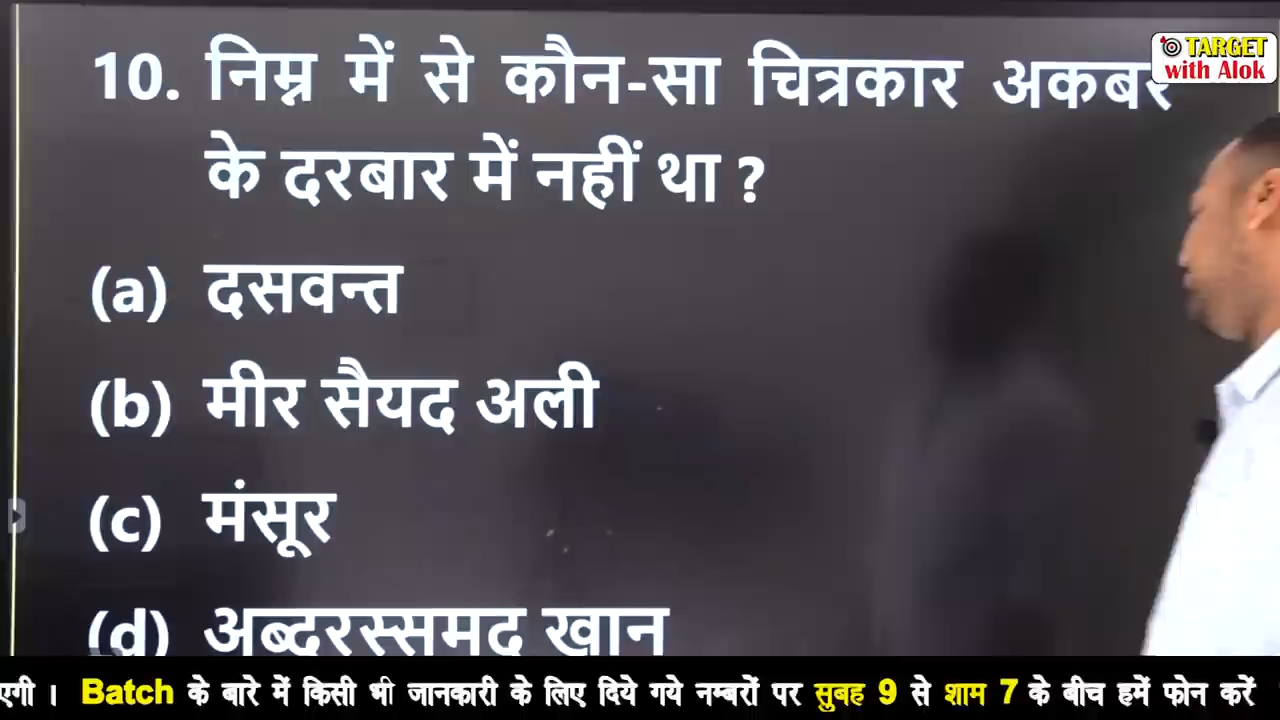 TARGET
with Alok
10. निम्न में से कौन-सा चित्रकार अकबर
के दरबार में नहीं था ?
(a) दसवन्त
(b) मीर सैयद अली
(c) मंसूर
(d) अब्दुरस्समद खान
एगी । Batch के बारे में किसी भी जानकारी के लिए दिये गये नम्बरों पर सुबह 9 से शाम 7 के बीच हमें फोन करें